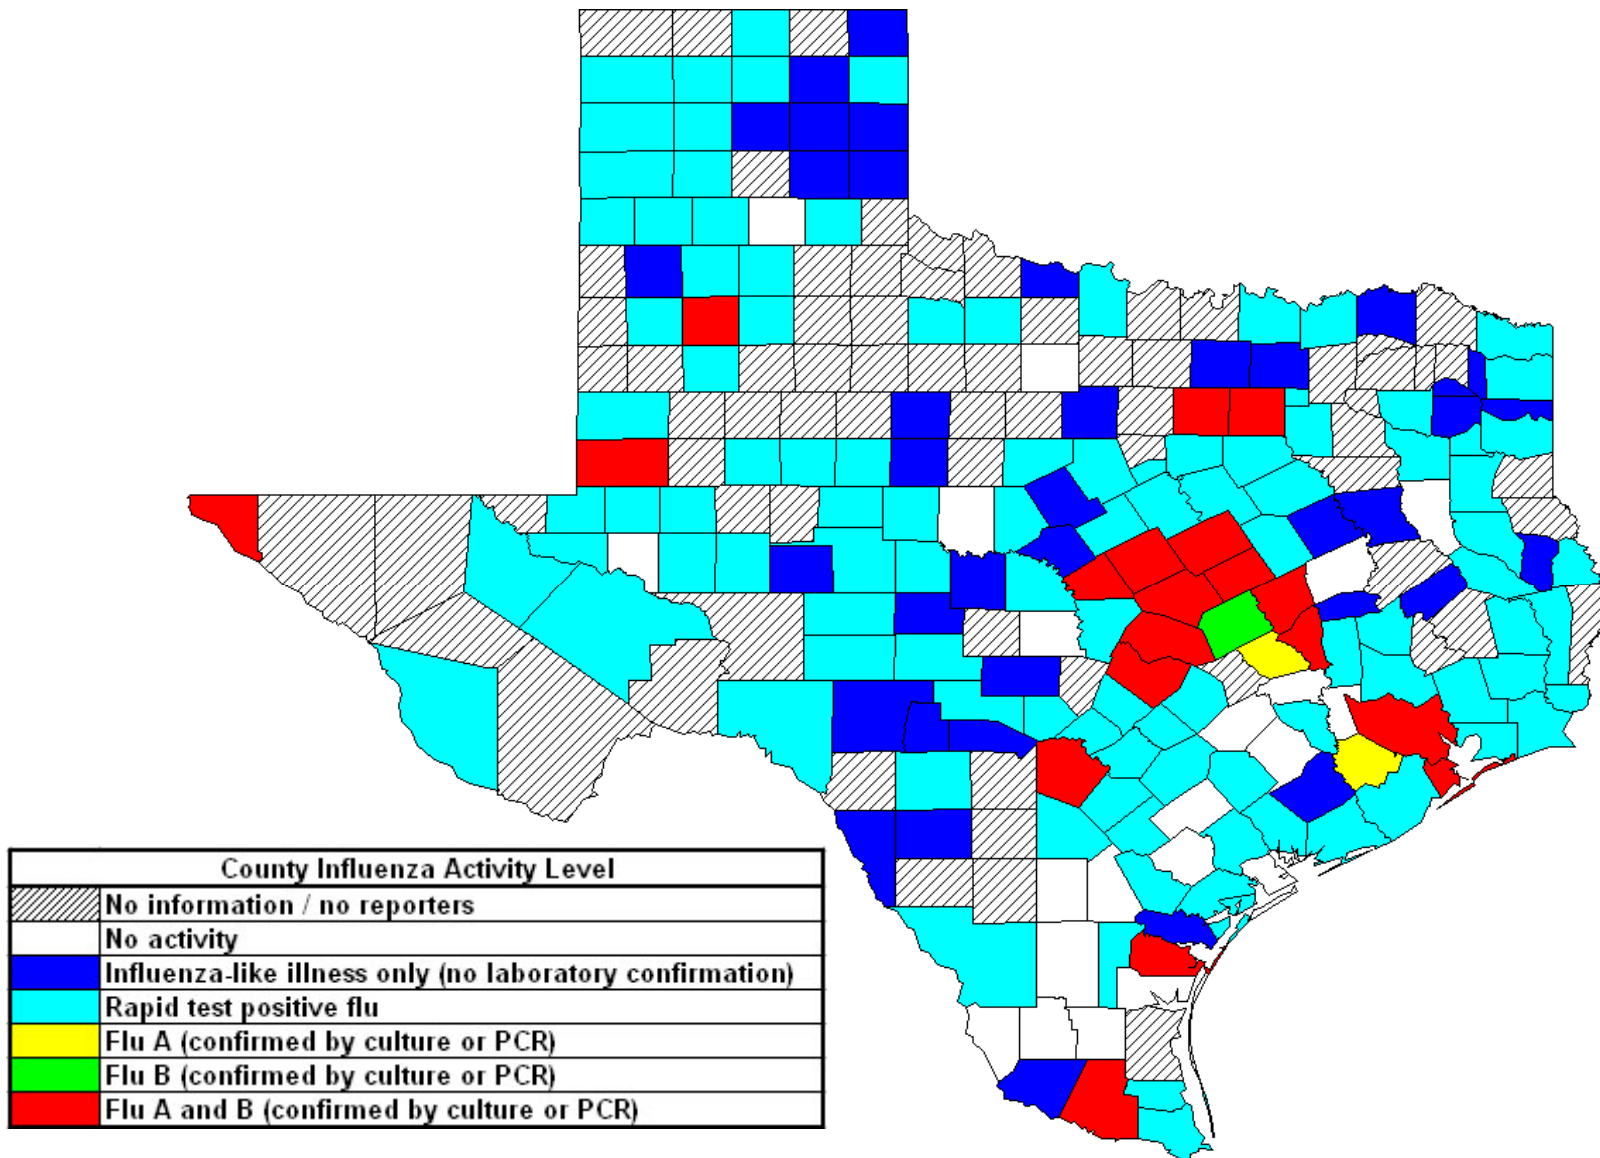 County Influenza Activity Level
No information / no reporters
No activity
Influenza-like illness only (no laboratory confirmation)
Rapid test positive flu
Flu A (confirmed by culture or PCR)
Flu B (confirmed by culture or PCR)
Flu A and B (confirmed by culture or PCR)